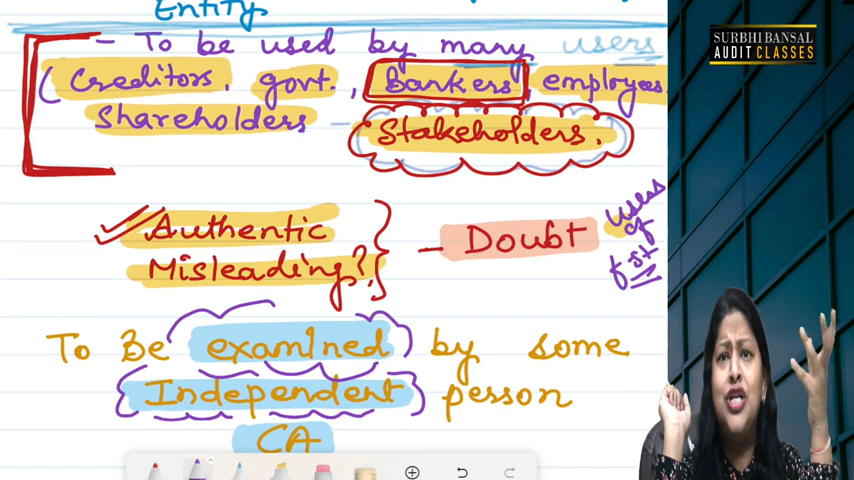 Entity
SURBHI BANSAL
AUDIT CLASSES
- To be used by many users
(Creditors, govt., bankers, employees,
Shareholders - Stakeholders.
Authentic
Misleading?
- Doubt
users
of
f.st
To Be examined by some
Independent person
CA